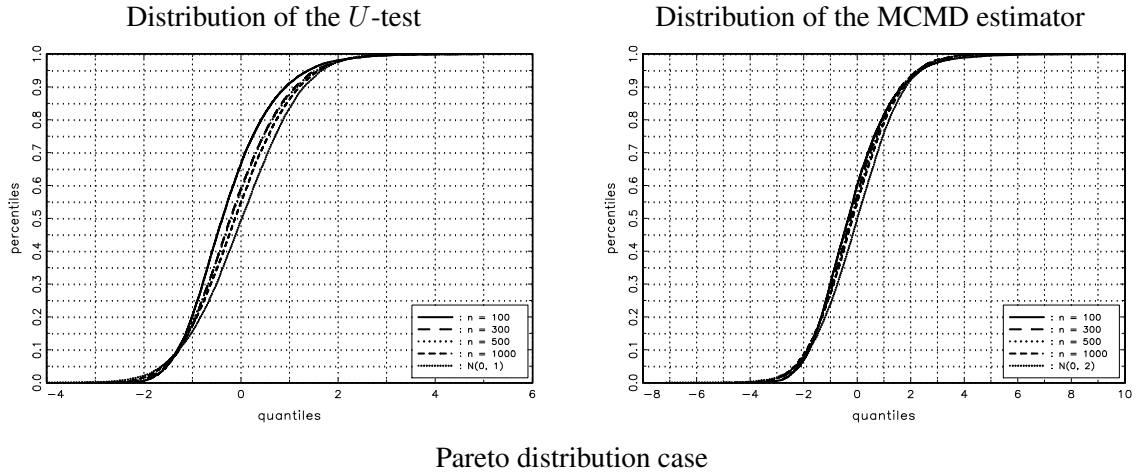 Distribution of the U-test
Distribution of the MCMD estimator
percentiles
0.0 0.1 0.2 0.3 0.4 0.5 0.6 0.7 0.8 0.9 1.0
: n = 100
: n = 300
: n = 500
: n = 1000
: N(0, 1)
−4 −2 0 2 4 6
quantiles
percentiles
0.0 0.1 0.2 0.3 0.4 0.5 0.6 0.7 0.8 0.9 1.0
: n = 100
: n = 300
: n = 500
: n = 1000
: N(0, 2)
−8 −6 −4 −2 0 2 4 6 8 10
quantiles
Pareto distribution case